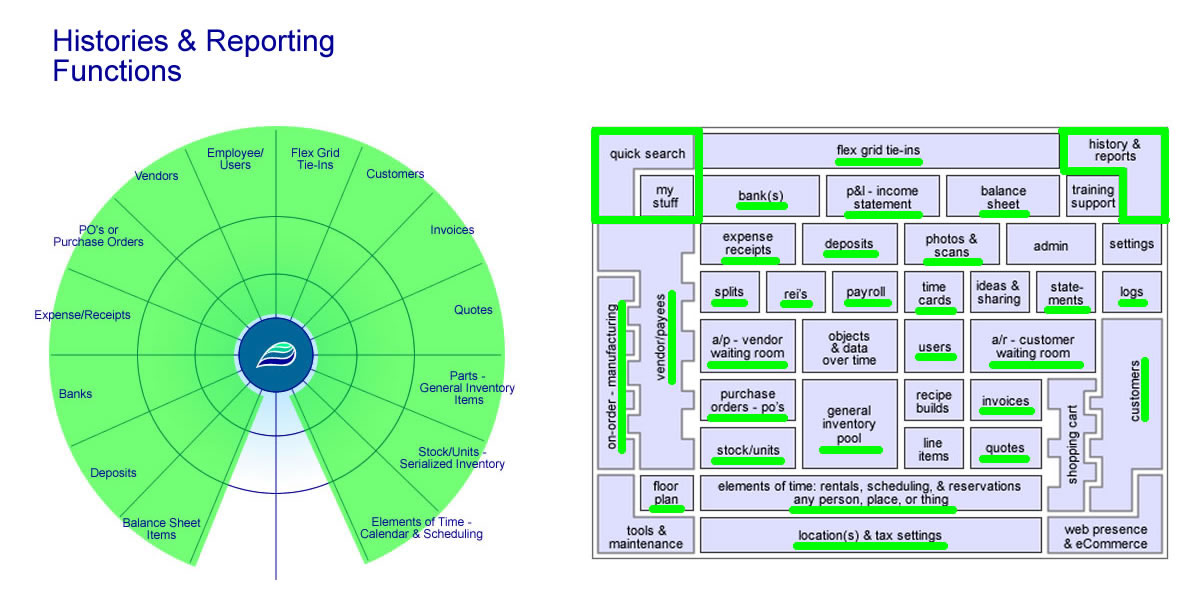 Histories & Reporting
Functions
Employee/
Users
Flex Grid
Tie-Ins
Vendors
Customers
PO's or
Purchase Orders
Invoices
Expense/Receipts
Quotes
Banks
Parts -
General Inventory
Items
Deposits
Stock/Units -
Serialized Inventory
Balance Sheet
Items
Elements of Time -
Calendar & Scheduling
quick search
flex grid tie-ins
history &
reports
my
stuff
bank(s)
p&l - income
statement
balance
sheet
training
support
expense
receipts
deposits
photos &
scans
admin
settings
on-order - manufacturing
vendor/payees
splits
rei's
payroll
time
cards
ideas &
sharing
state-
ments
logs
a/p - vendor
waiting room
objects
& data
over time
users
a/r - customer
waiting room
customers
purchase
orders - po's
general
inventory
pool
recipe
builds
invoices
shopping cart
stock/units
line
items
quotes
floor
plan
elements of time: rentals, scheduling, & reservations
any person, place, or thing
tools &
maintenance
location(s) & tax settings
web presence
& eCommerce